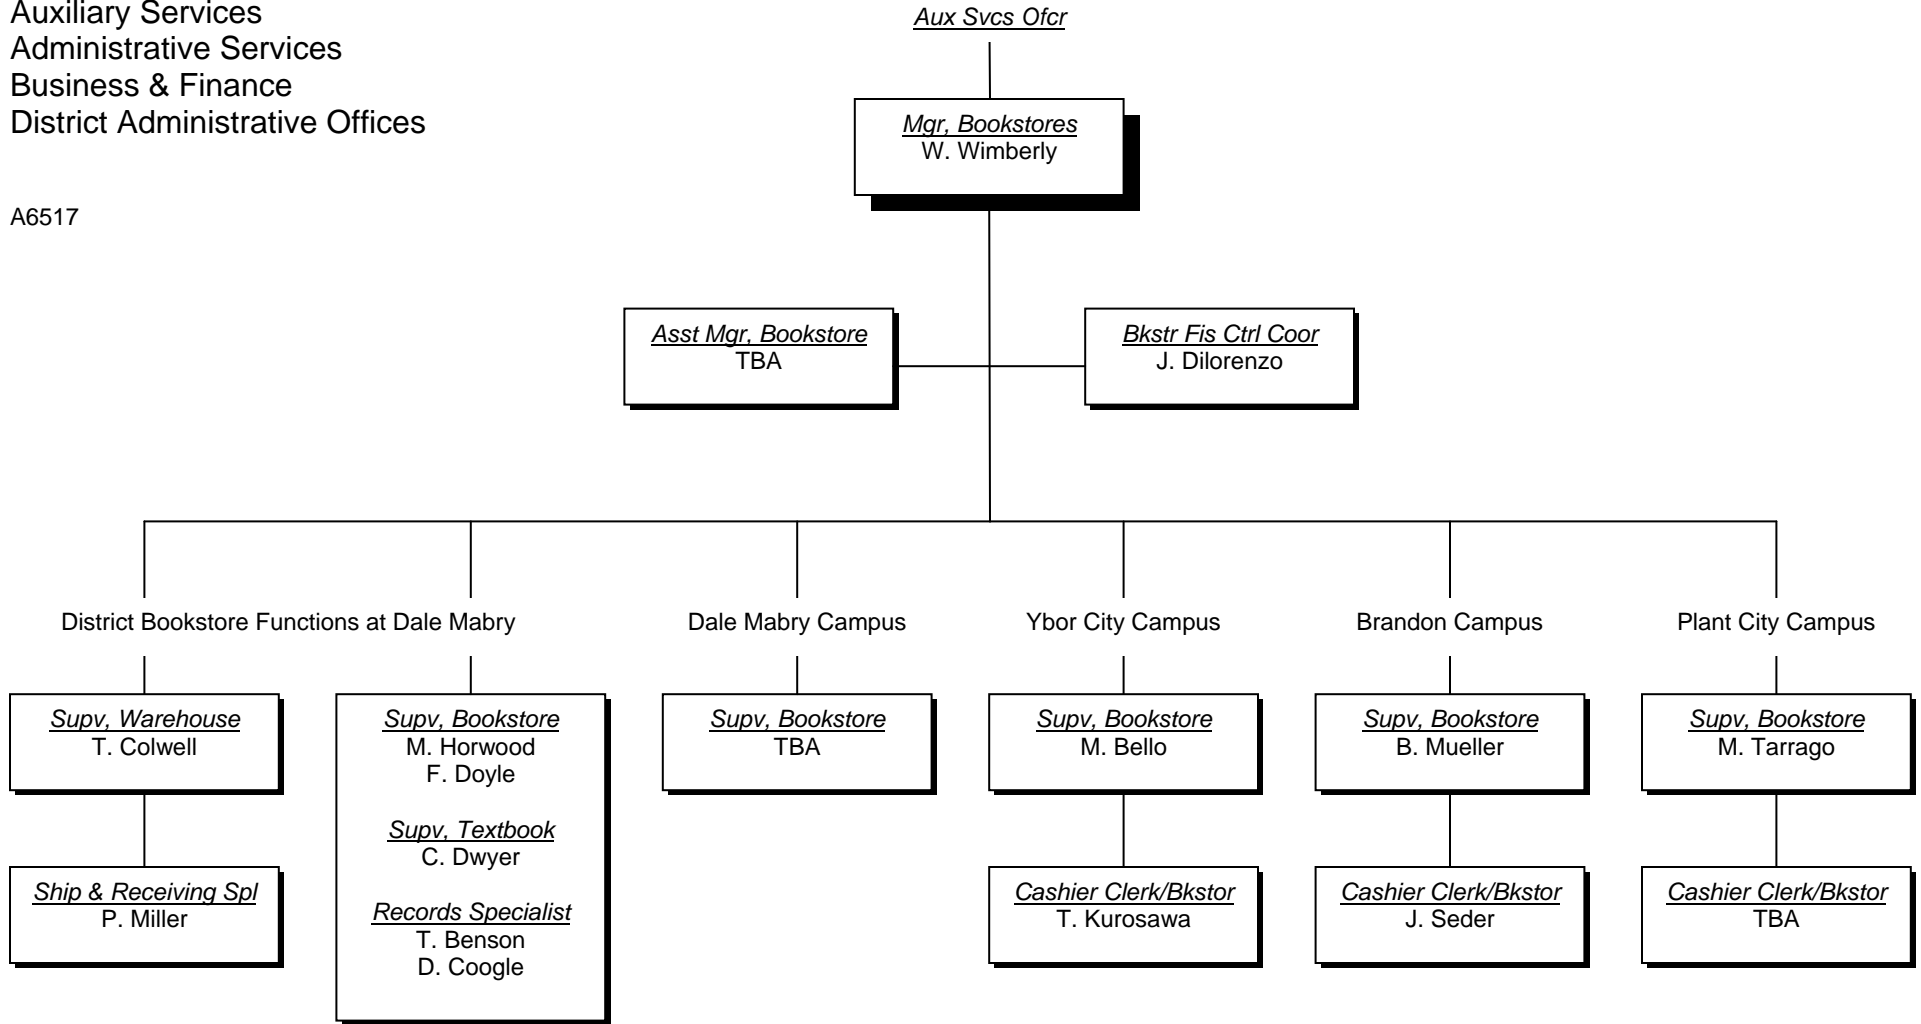 Auxiliary Services
Administrative Services
Business & Finance
District Administrative Offices
A6517
Aux Svcs Ofcr
Mgr, Bookstores
W. Wimberly
Asst Mgr, Bookstore
TBA
Bkstr Fis Ctrl Coor
J. Dilorenzo
District Bookstore Functions at Dale Mabry
Dale Mabry Campus
Ybor City Campus
Brandon Campus
Plant City Campus
Supv, Warehouse
T. Colwell
Ship & Receiving Spl
P. Miller
Supv, Bookstore
M. Horwood
F. Doyle
Supv, Textbook
C. Dwyer
Records Specialist
T. Benson
D. Coogle
Supv, Bookstore
TBA
Supv, Bookstore
M. Bello
Cashier Clerk/Bkstor
T. Kurosawa
Supv, Bookstore
B. Mueller
Cashier Clerk/Bkstor
J. Seder
Supv, Bookstore
M. Tarrago
Cashier Clerk/Bkstor
TBA